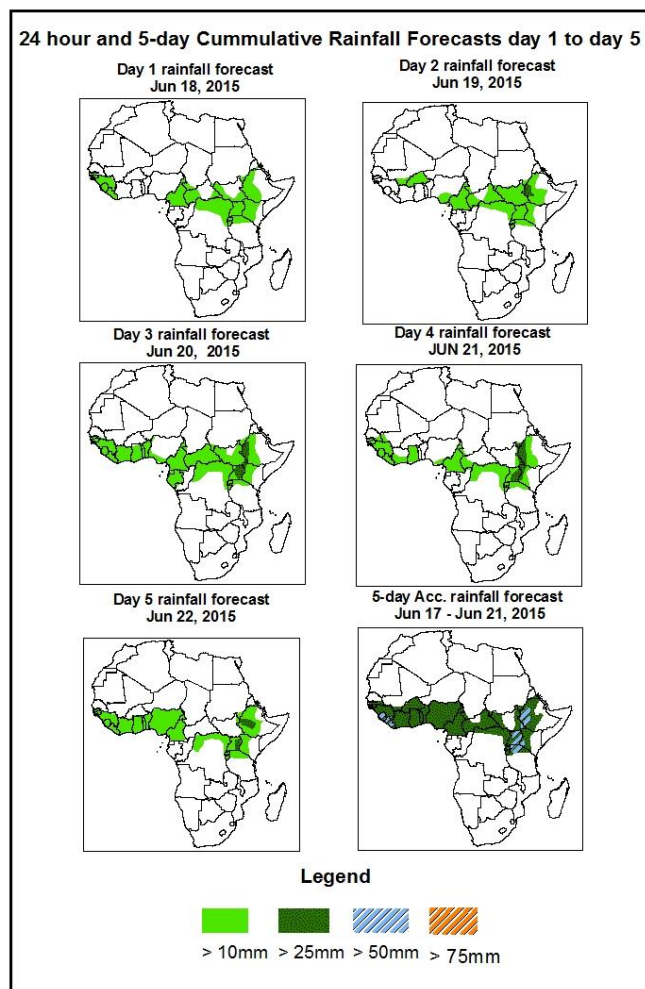 24 hour and 5-day Cummulative Rainfall Forecasts day 1 to day 5
Day 1 rainfall forecast
Jun 18, 2015
Day 2 rainfall forecast
Jun 19, 2015
Day 3 rainfall forecast
Jun 20, 2015
Day 4 rainfall forecast
JUN 21, 2015
Day 5 rainfall forecast
Jun 22, 2015
5-day Acc. rainfall forecast
Jun 17 - Jun 21, 2015
Legend
> 10mm > 25mm > 50mm > 75mm